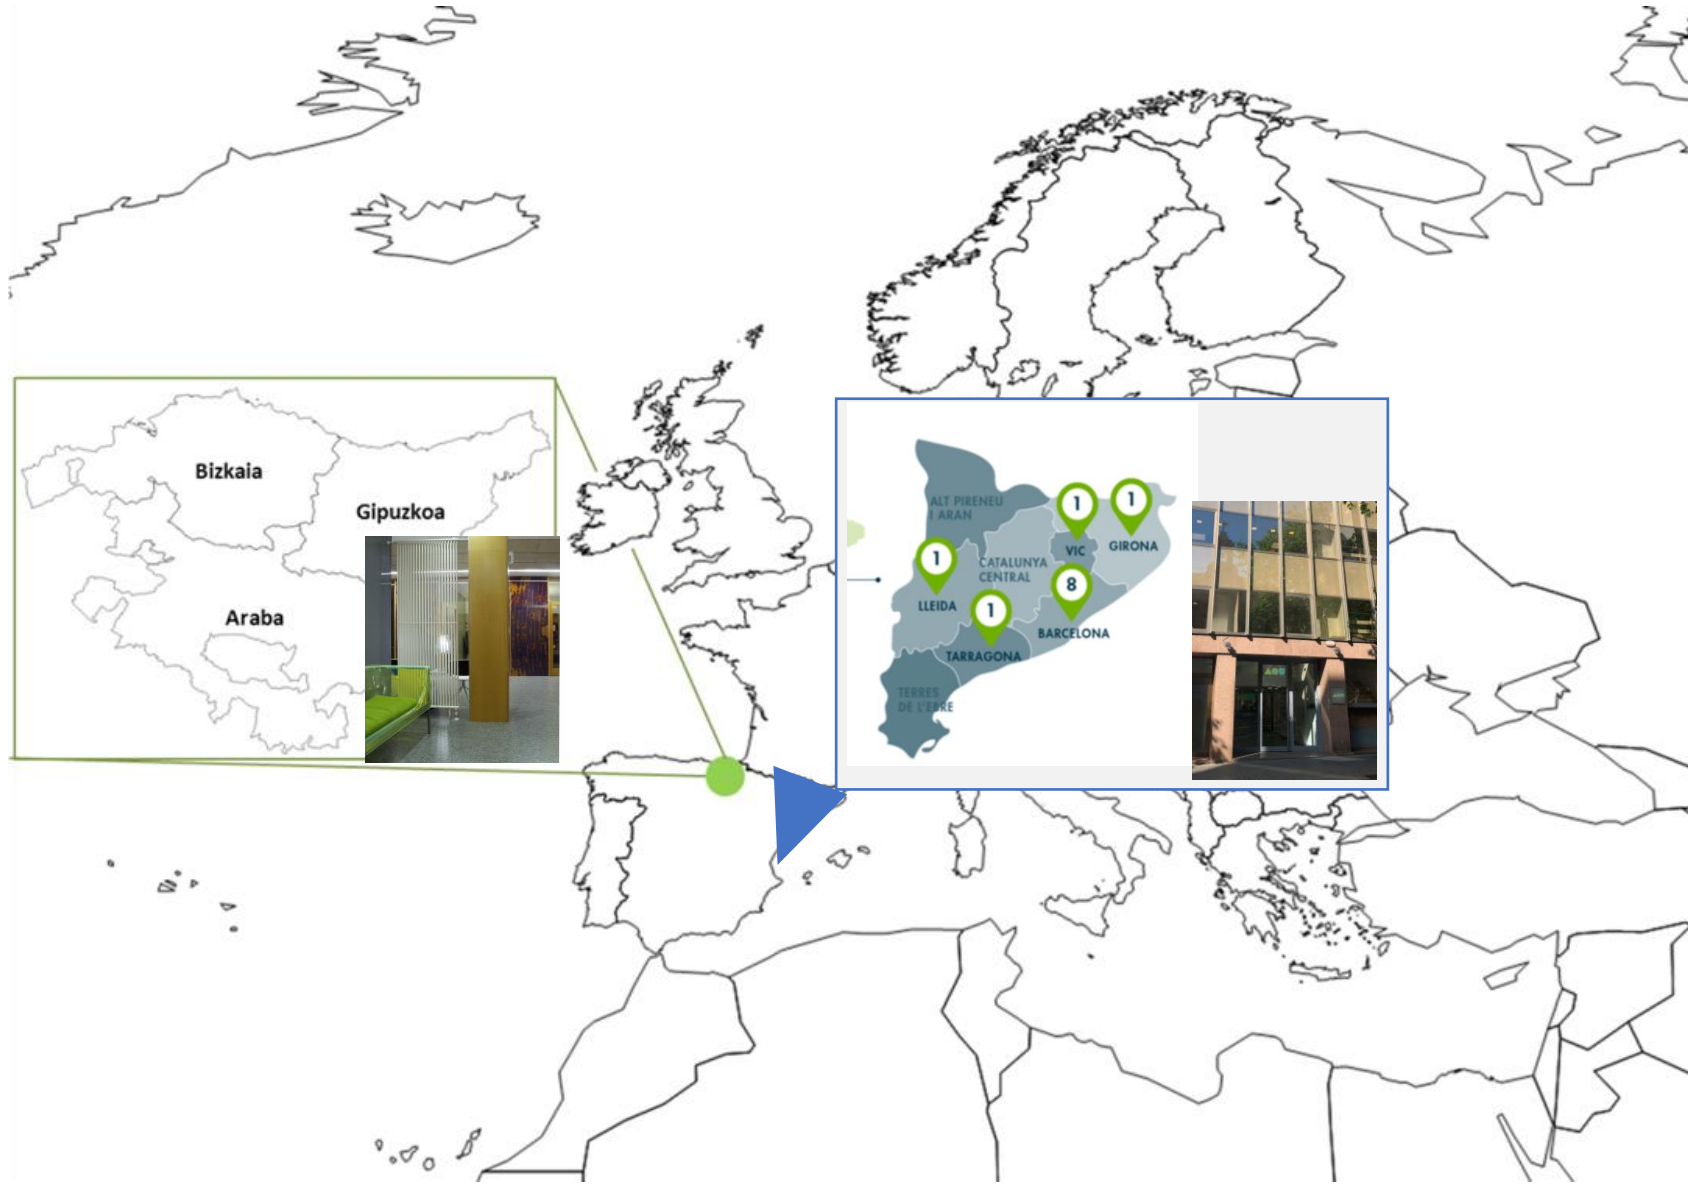 Bizkaia
Gipuzkoa
Araba
ALT PIRENEU
I ARAN
1
1
VIC
GIRONA
1
CATALUNYA
CENTRAL
8
LLEIDA
1
BARCELONA
TARRAGONA
TERRES
DE L'EBRE